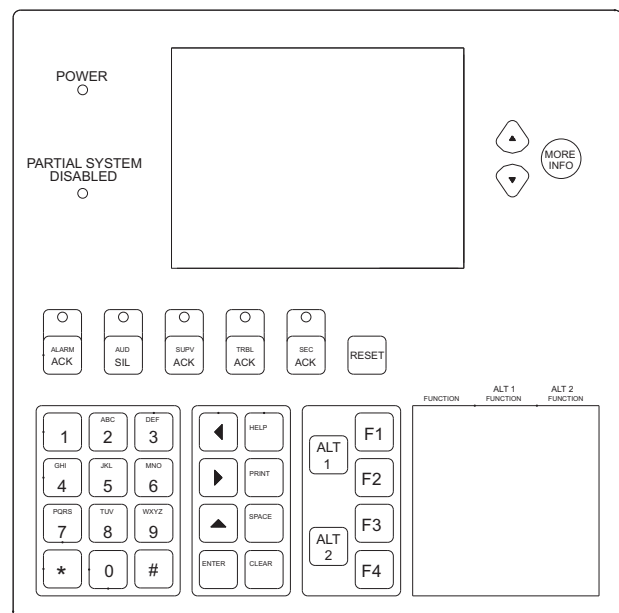 POWER
PARTIAL SYSTEM
DISABLED
MORE
INFO
ALARM
ACK
AUD
SIL
SUPV
ACK
TRBL
ACK
SEC
ACK
RESET
FUNCTION
ALT 1
FUNCTION
ALT 2
FUNCTION
1
ABC
2
DEF
3
GHI
4
JKL
5
MNO
6
PQRS
7
TUV
8
WXYZ
9
*
0
#
HELP
PRINT
SPACE
ENTER
CLEAR
ALT
1
ALT
2
F1
F2
F3
F4